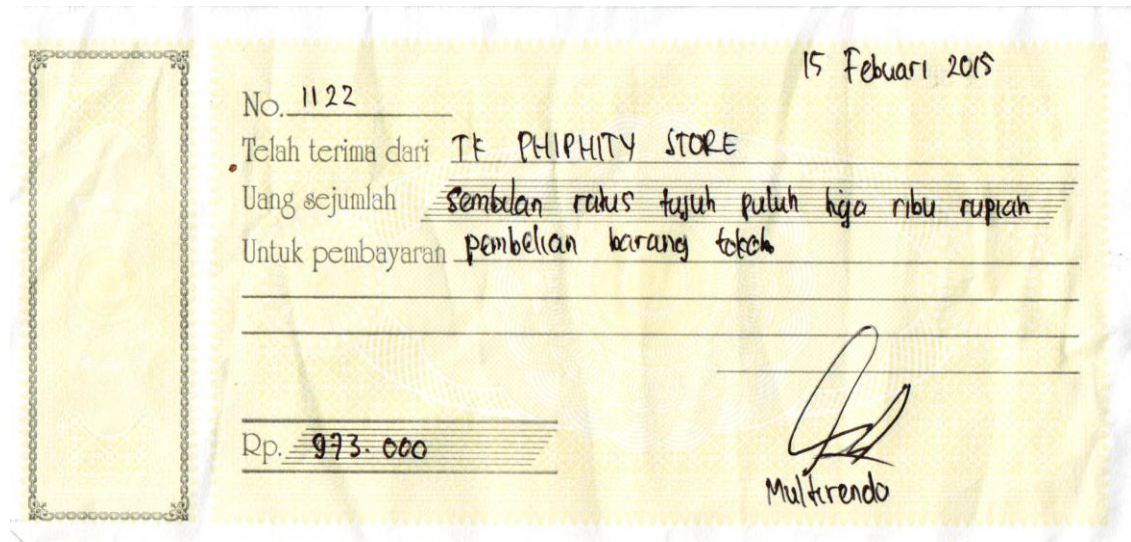 15 Febuari 2015
No. 1122
Telah terima dari TK PHIPHITY STORE
Uang sejumlah Sembilan ratus tujuh puluh tiga ribu rupiah
Untuk pembayaran pembelian barang tokoh
Rp. 973.000
Multirendo